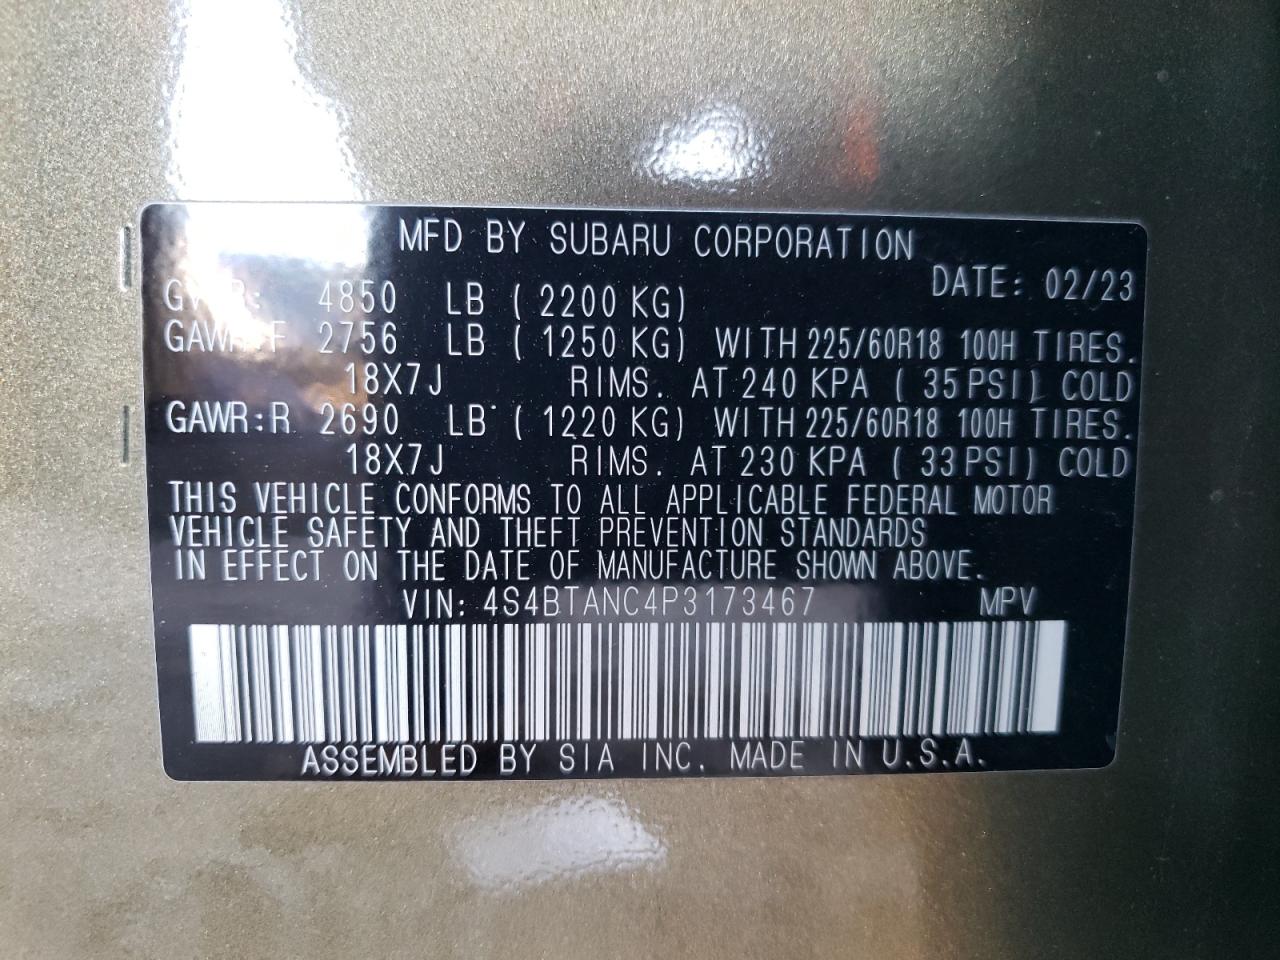 MFD BY SUBARU CORPORATION
DATE: 02/23
GVWR: 4850 LB ( 2200 KG)
GAWR:F 2756 LB ( 1250 KG) WITH 225/60R18 100H TIRES.
18X7J RIMS. AT 240 KPA ( 35 PSI) COLD
GAWR:R 2690 LB ( 1220 KG) WITH 225/60R18 100H TIRES.
18X7J RIMS. AT 230 KPA ( 33 PSI) COLD
THIS VEHICLE CONFORMS TO ALL APPLICABLE FEDERAL MOTOR
VEHICLE SAFETY AND THEFT PREVENTION STANDARDS
IN EFFECT ON THE DATE OF MANUFACTURE SHOWN ABOVE.
VIN: 4S4BTANC4P3173467 MPV
ASSEMBLED BY SIA INC. MADE IN U.S.A.